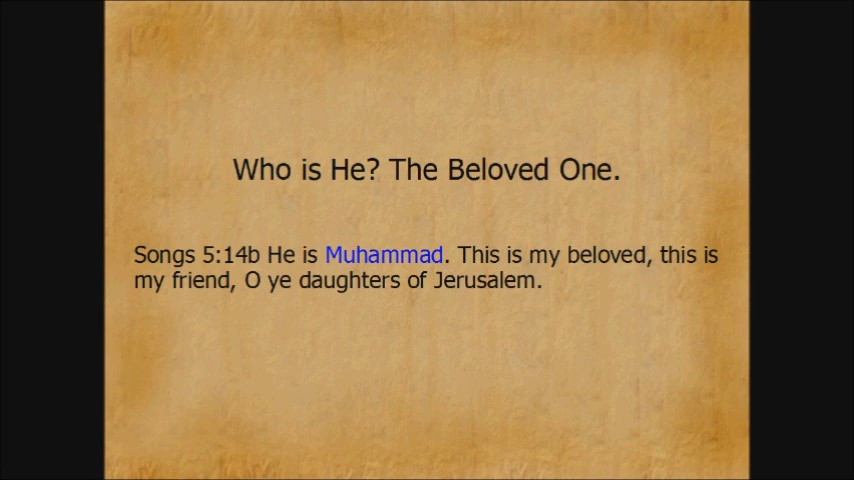 Who is He? The Beloved One.
Songs 5:14b He is Muhammad. This is my beloved, this is
my friend, O ye daughters of Jerusalem.